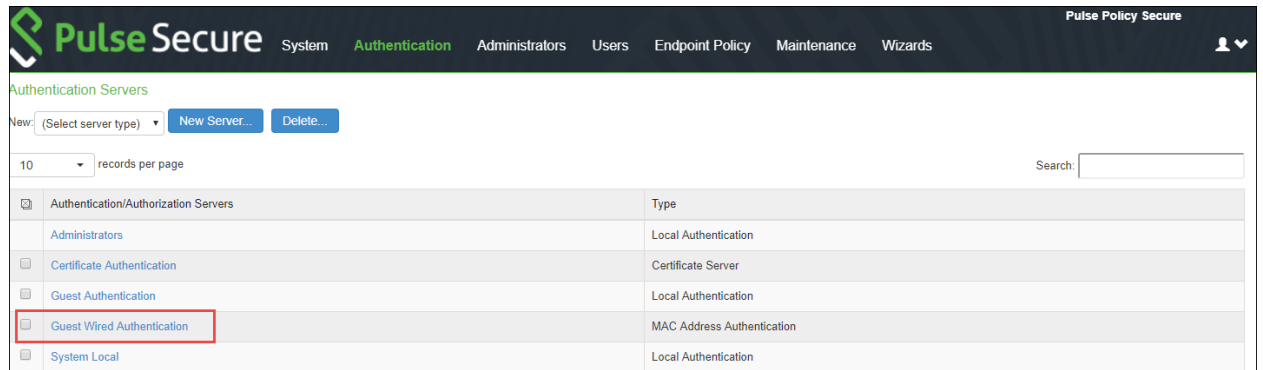 Pulse Policy Secure
Pulse Secure System Authentication Administrators Users Endpoint Policy Maintenance Wizards
Authentication Servers
New: (Select server type) New Server... Delete...
10 records per page Search:
Authentication/Authorization Servers Type
Administrators Local Authentication
Certificate Authentication Certificate Server
Guest Authentication Local Authentication
Guest Wired Authentication MAC Address Authentication
System Local Local Authentication